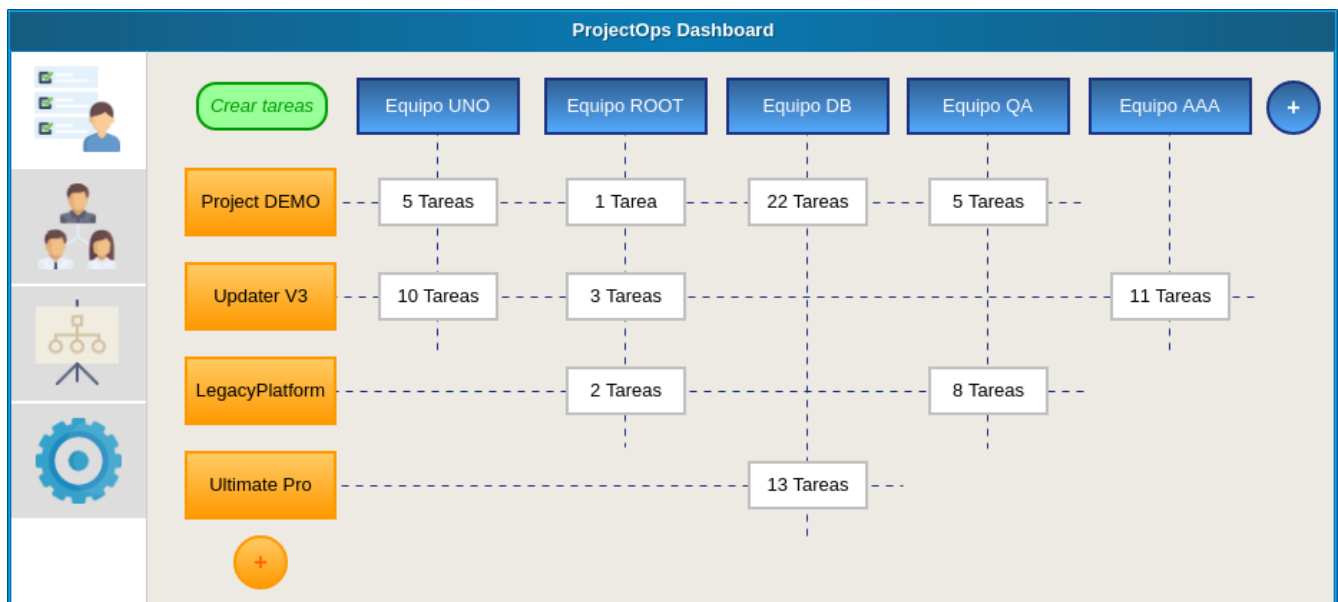 ProjectOps Dashboard
Crear tareas
Equipo UNO
Equipo ROOT
Equipo DB
Equipo QA
Equipo AAA
+
Project DEMO
5 Tareas
1 Tarea
22 Tareas
5 Tareas
Updater V3
10 Tareas
3 Tareas
11 Tareas
LegacyPlatform
2 Tareas
8 Tareas
Ultimate Pro
13 Tareas
+